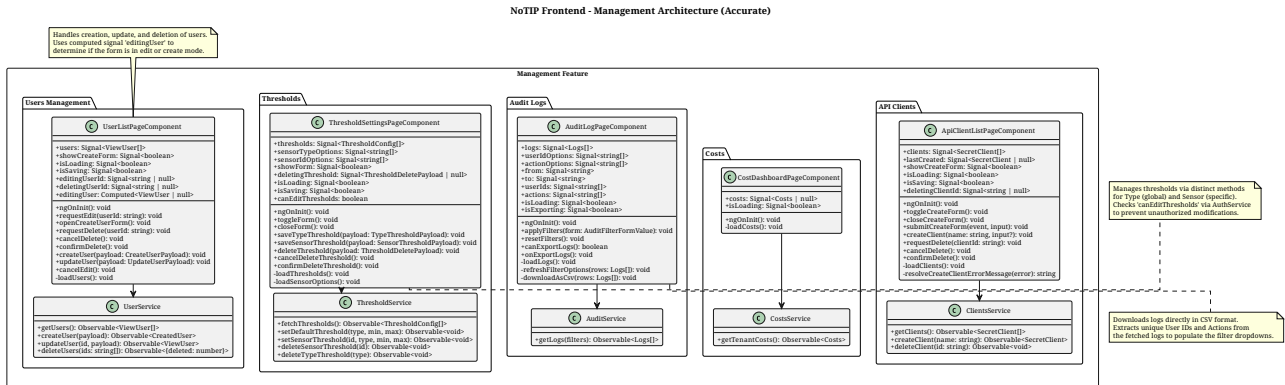 NoTIP Frontend - Management Architecture (Accurate)
Handles creation, update, and deletion of users.
Uses computed signal 'editingUser' to
determine if the form is in edit or create mode.
Management Feature
Users Management
UserListPageComponent
+users: Signal<ViewUser[]>
+showCreateForm: Signal<boolean>
+isLoading: Signal<boolean>
+isSaving: Signal<boolean>
+editingUserId: Signal<string | null>
+deletingUserId: Signal<string | null>
+editingUser: Computed<ViewUser | null>
+ngOnInit(): void
+requestEdit(userId: string): void
+openCreateUserForm(): void
+requestDelete(userId: string): void
+cancelDelete(): void
+confirmDelete(): void
+createUser(payload: CreateUserPayload): void
+updateUser(payload: UpdateUserPayload): void
+cancelEdit(): void
-loadUsers(): void
UserService
+getUsers(): Observable<ViewUser[]>
+createUser(payload): Observable<CreatedUser>
+updateUser(id, payload): Observable<ViewUser>
+deleteUsers(ids: string[]): Observable<{deleted: number}>
Thresholds
ThresholdSettingsPageComponent
+thresholds: Signal<ThresholdConfig[]>
+sensorTypeOptions: Signal<string[]>
+sensorIdOptions: Signal<string[]>
+showForm: Signal<boolean>
+deletingThreshold: Signal<ThresholdDeletePayload | null>
+isLoading: Signal<boolean>
+isSaving: Signal<boolean>
+canEditThresholds: boolean
+ngOnInit(): void
+toggleForm(): void
+closeForm(): void
+saveTypeThreshold(payload: TypeThresholdPayload): void
+saveSensorThreshold(payload: SensorThresholdPayload): void
+deleteThreshold(payload: ThresholdDeletePayload): void
+cancelDeleteThreshold(): void
+confirmDeleteThreshold(): void
-loadThresholds(): void
-loadSensorOptions(): void
ThresholdService
+fetchThresholds(): Observable<ThresholdConfig[]>
+setDefaultThreshold(type, min, max): Observable<void>
+setSensorThreshold(id, type, min, max): Observable<void>
+deleteSensorThreshold(id): Observable<void>
+deleteTypeThreshold(type): Observable<void>
Audit Logs
AuditLogPageComponent
+logs: Signal<Logs[]>
+userIdOptions: Signal<string[]>
+actionOptions: Signal<string[]>
+from: Signal<string>
+to: Signal<string>
+userIds: Signal<string[]>
+actions: Signal<string[]>
+isLoading: Signal<boolean>
+isExporting: Signal<boolean>
+ngOnInit(): void
+applyFilters(form: AuditFilterFormValue): void
+resetFilters(): void
+canExportLogs(): boolean
+onExportLogs(): void
-loadLogs(): void
-refreshFilterOptions(rows: Logs[]): void
-downloadAsCsv(rows: Logs[]): void
AuditService
+getLogs(filters): Observable<Logs[]>
Costs
CostDashboardPageComponent
+costs: Signal<Costs | null>
+isLoading: Signal<boolean>
+ngOnInit(): void
-loadCosts(): void
CostsService
+getTenantCosts(): Observable<Costs>
API Clients
ApiClientListPageComponent
+clients: Signal<SecretClient[]>
+lastCreated: Signal<SecretClient | null>
+showCreateForm: Signal<boolean>
+isLoading: Signal<boolean>
+isSaving: Signal<boolean>
+deletingClientId: Signal<string | null>
+ngOnInit(): void
+toggleCreateForm(): void
+closeCreateForm(): void
+submitCreateForm(event, input): void
+createClient(name: string, input?): void
+requestDelete(clientId: string): void
+cancelDelete(): void
+confirmDelete(): void
-loadClients(): void
-resolveCreateClientErrorMessage(error): string
ClientsService
+getClients(): Observable<SecretClient[]>
+createClient(name: string): Observable<SecretClient>
+deleteClient(id: string): Observable<void>
Manages thresholds via distinct methods
for Type (global) and Sensor (specific).
Checks 'canEditThresholds' via AuthService
to prevent unauthorized modifications.
Downloads logs directly in CSV format.
Extracts unique User IDs and Actions from
the fetched logs to populate the filter dropdowns.